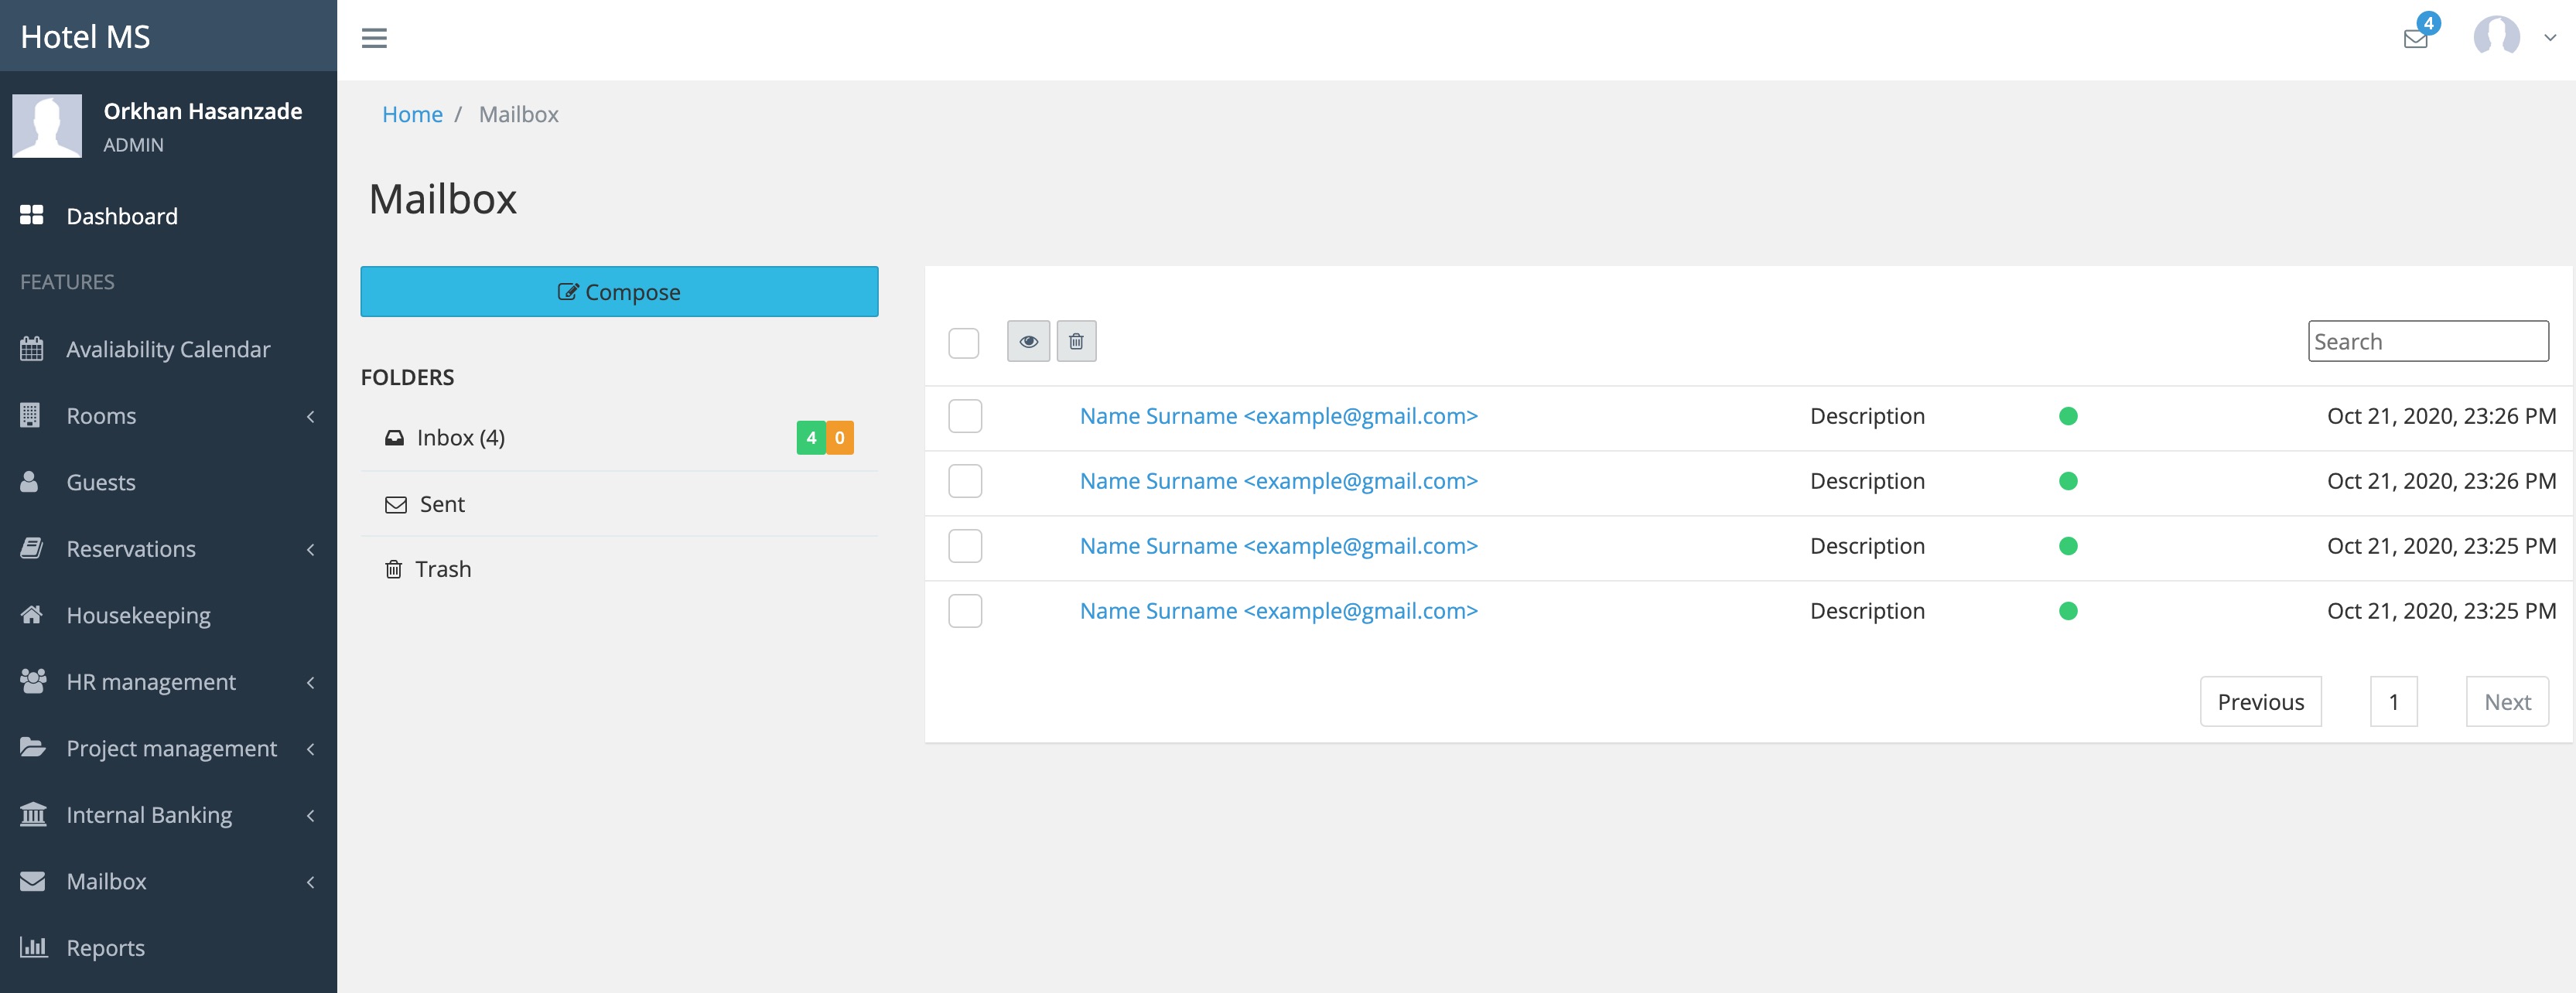 Hotel MS
4
Orkhan Hasanzade
ADMIN
Dashboard
FEATURES
Avaliability Calendar
Rooms
Guests
Reservations
Housekeeping
HR management
Project management
Internal Banking
Mailbox
Reports
Home / Mailbox
Mailbox
Compose
FOLDERS
Inbox (4) 4 0
Sent
Trash
Search
Name Surname <example@gmail.com> Description Oct 21, 2020, 23:26 PM
Name Surname <example@gmail.com> Description Oct 21, 2020, 23:26 PM
Name Surname <example@gmail.com> Description Oct 21, 2020, 23:25 PM
Name Surname <example@gmail.com> Description Oct 21, 2020, 23:25 PM
Previous 1 Next